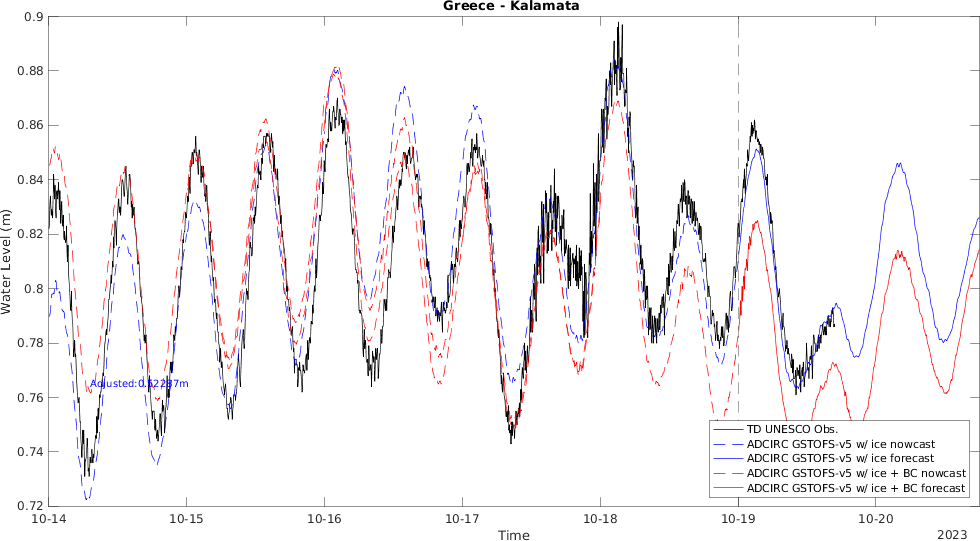 Greece - Kalamata
0.9
0.88
0.86
0.84
0.82
0.8
0.78
0.76
0.74
0.72
Water Level (m)
TD UNESCO Obs.
ADCIRC GSTOFS-v5 w/ ice nowcast
ADCIRC GSTOFS-v5 w/ ice forecast
ADCIRC GSTOFS-v5 w/ ice + BC nowcast
ADCIRC GSTOFS-v5 w/ ice + BC forecast
10-14 10-15 10-16 10-17 10-18 10-19 10-20
Time
2023